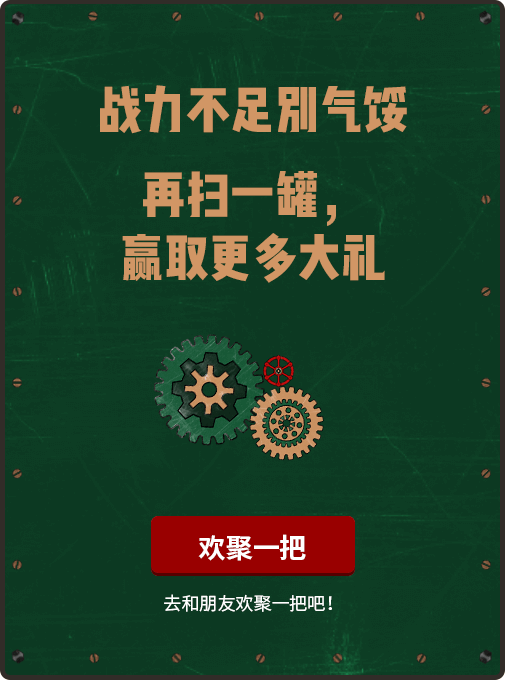 战力不足别气馁
再扫一罐，
赢取更多大礼
欢聚一把
去和朋友欢聚一把吧！